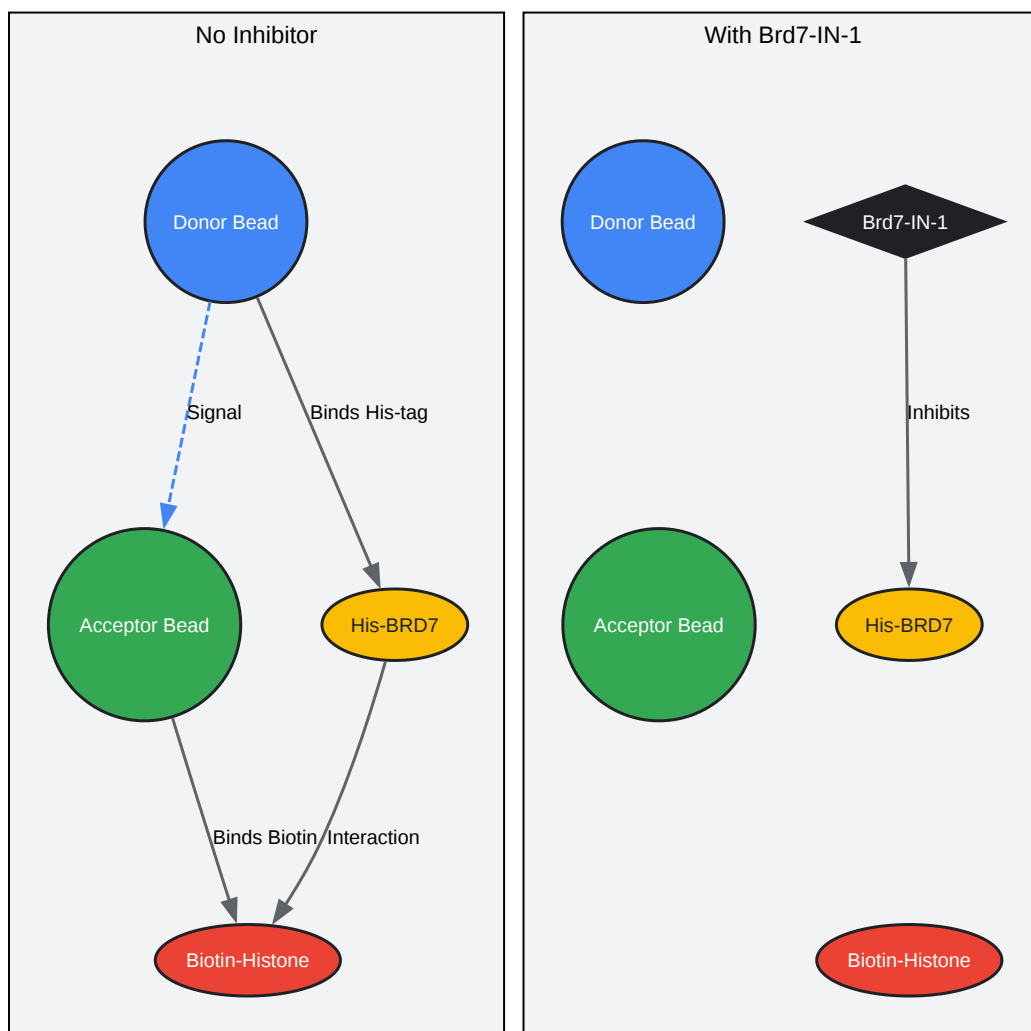 No Inhibitor
Donor Bead
Signal
Binds His-tag
Acceptor Bead
His-BRD7
Binds Biotin
Interaction
Biotin-Histone
With Brd7-IN-1
Donor Bead
Brd7-IN-1
Inhibits
Acceptor Bead
His-BRD7
Biotin-Histone